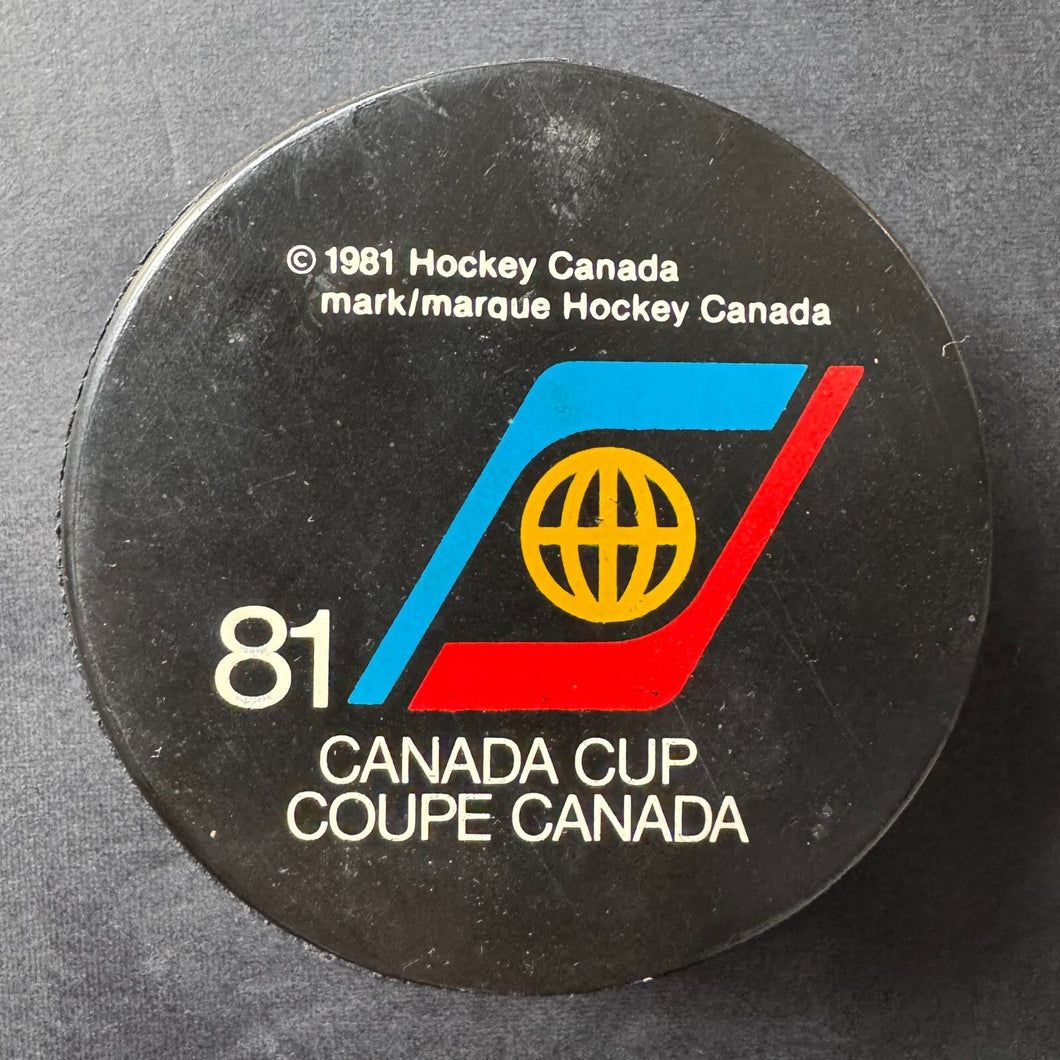 © 1981 Hockey Canada
mark/marque Hockey Canada
81
CANADA CUP
COUPE CANADA